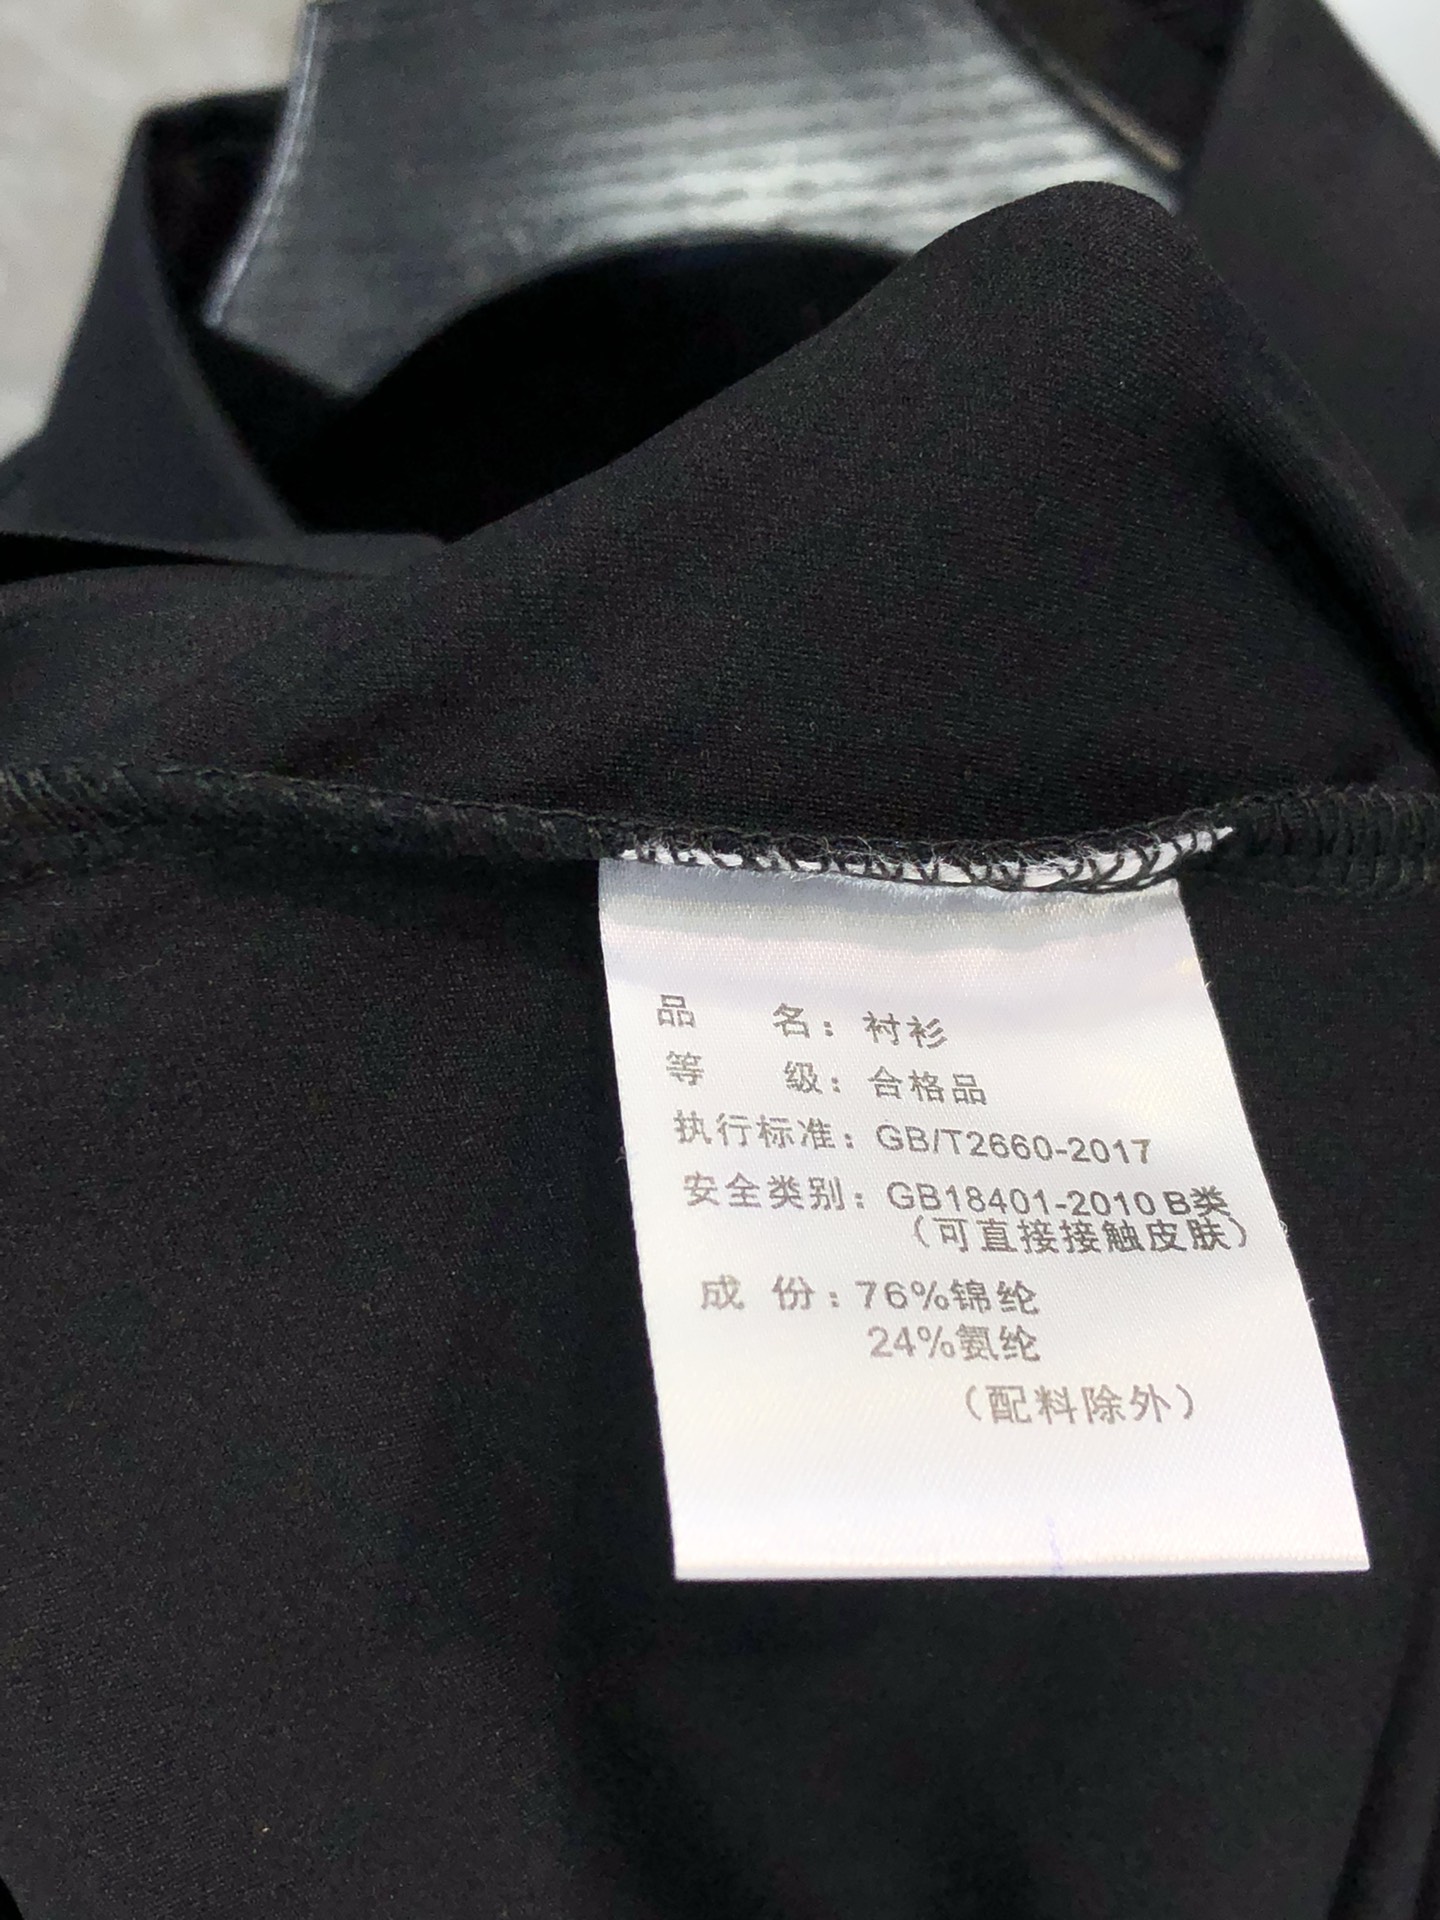 品 名：衬衫
等 级：合格品
执行标准：GB/T2660-2017
安全类别：GB18401-2010 B类
（可直接接触皮肤）
成 份：76%锦纶
24%氨纶
（配料除外）